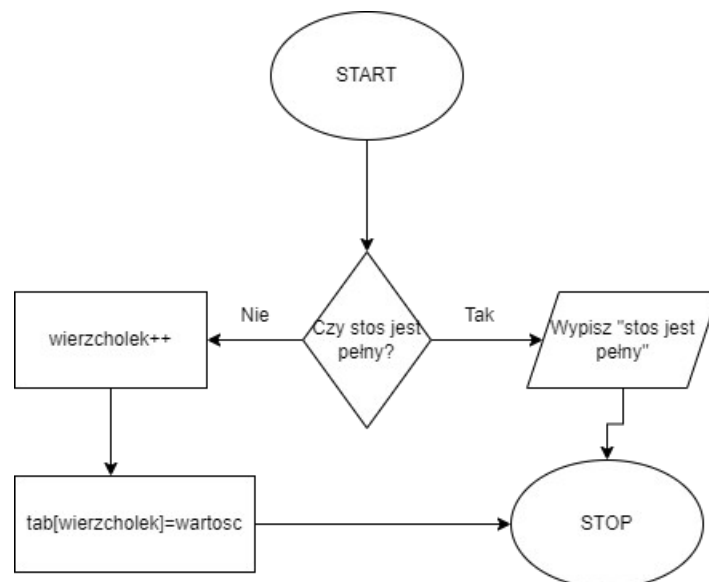 START
Nie
Tak
wierzcholek++
Czy stos jest
pełny?
Wypisz "stos jest
pełny"
tab[wierzcholek]=wartosc
STOP